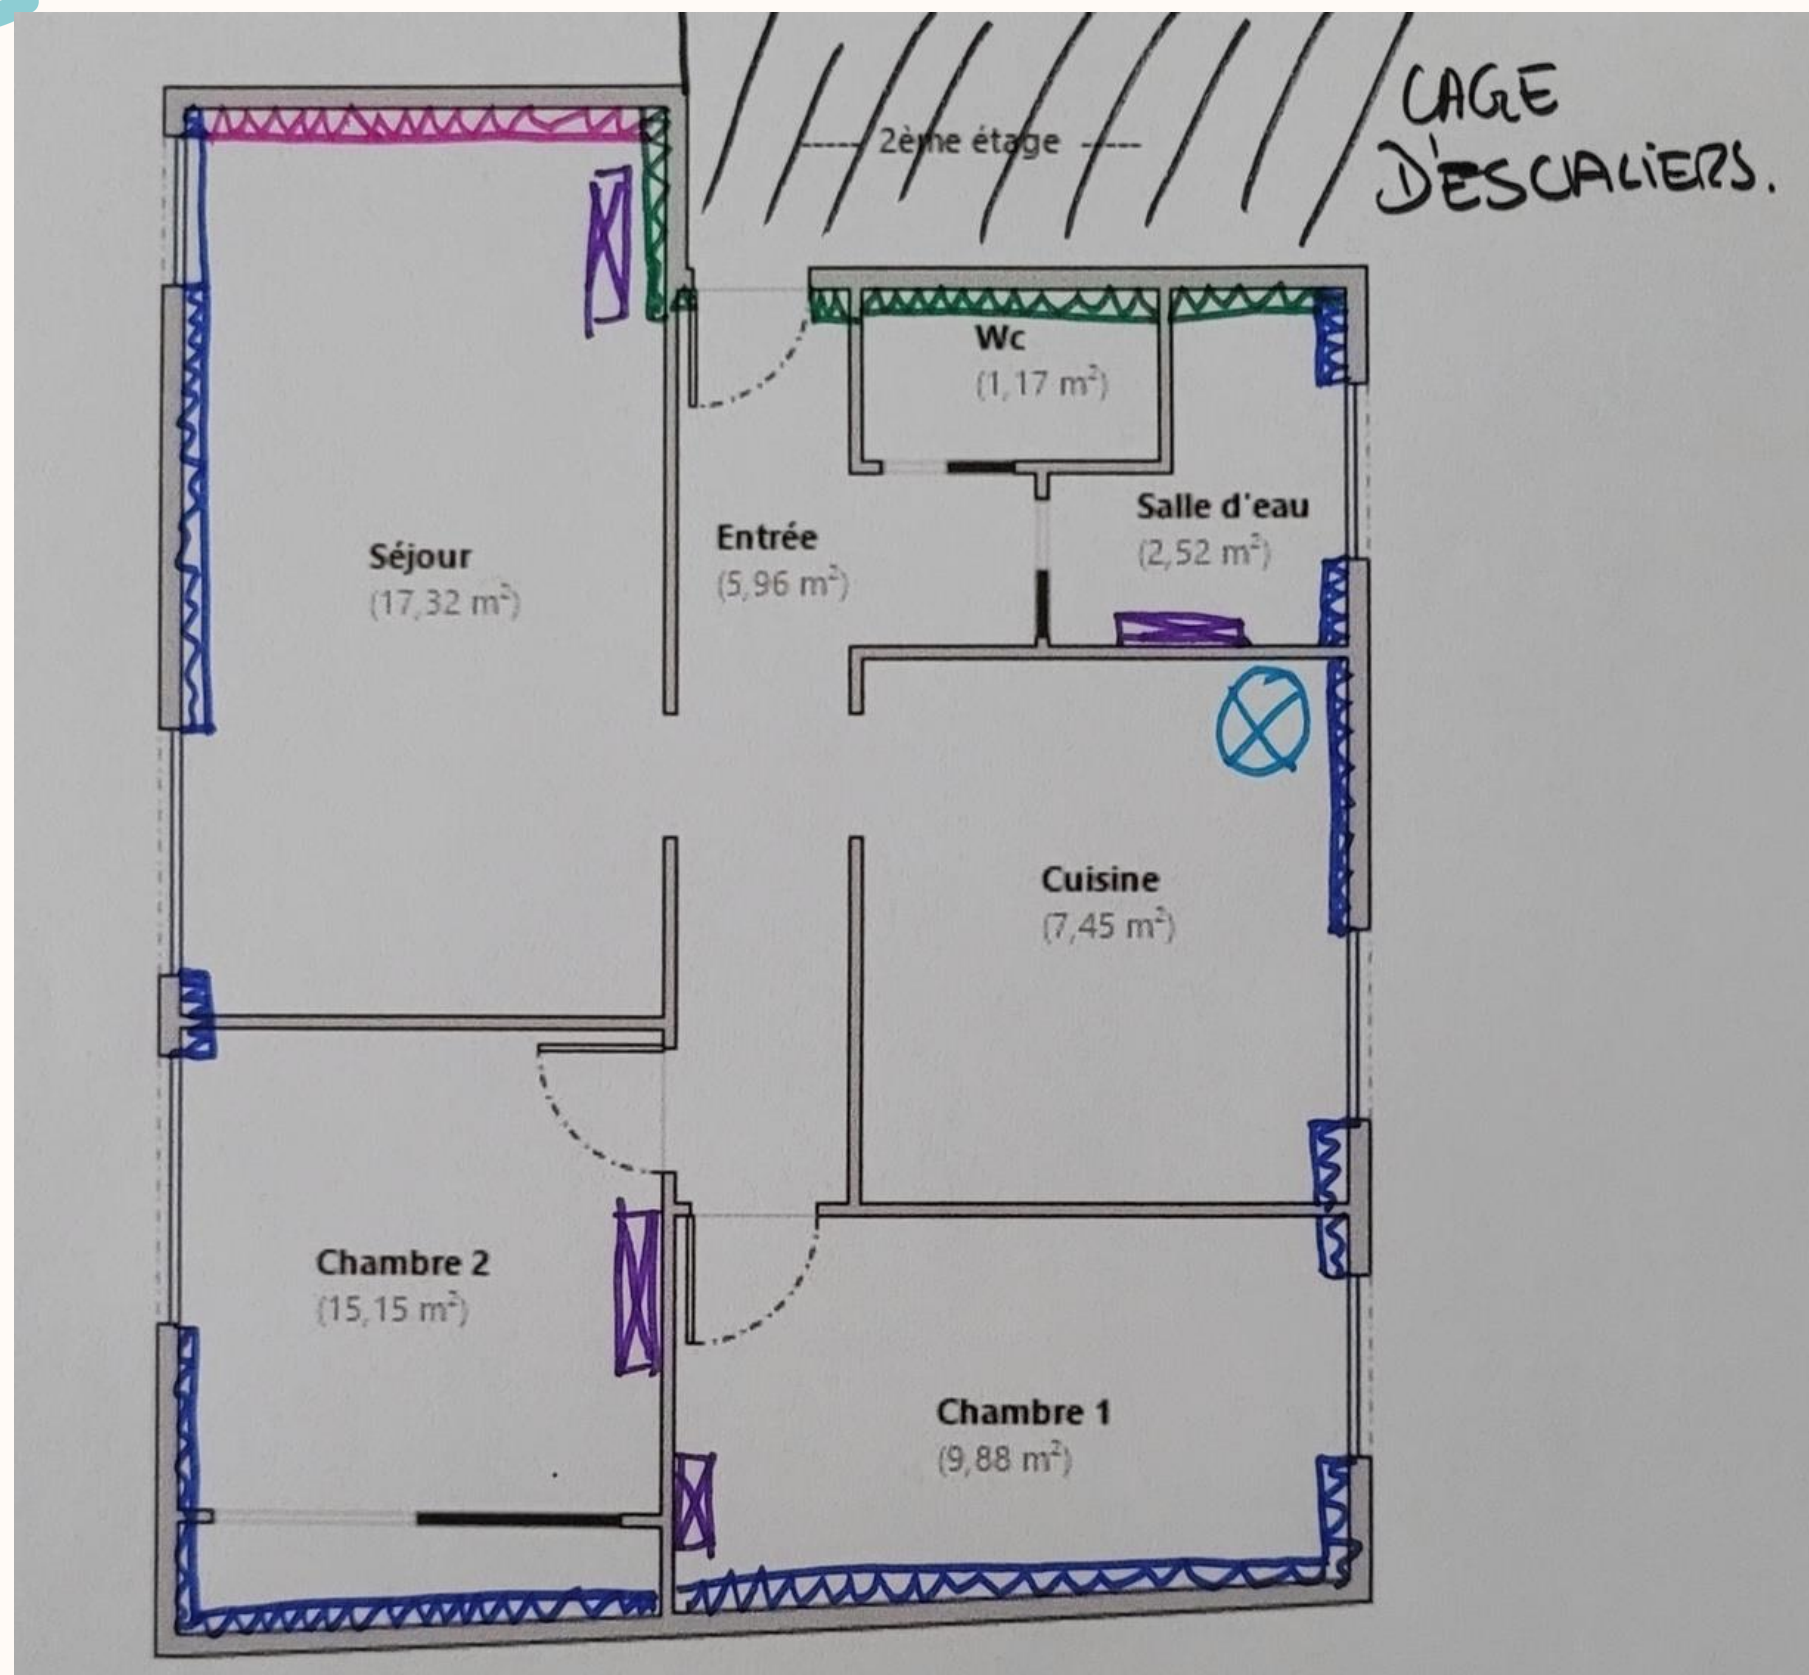 CAGE
D'ESCALIERS.
----- 2ème étage -----
Wc
(1,17 m²)
Salle d'eau
(2,52 m²)
Entrée
(5,96 m²)
Séjour
(17,32 m²)
Cuisine
(7,45 m²)
Chambre 2
(15,15 m²)
Chambre 1
(9,88 m²)